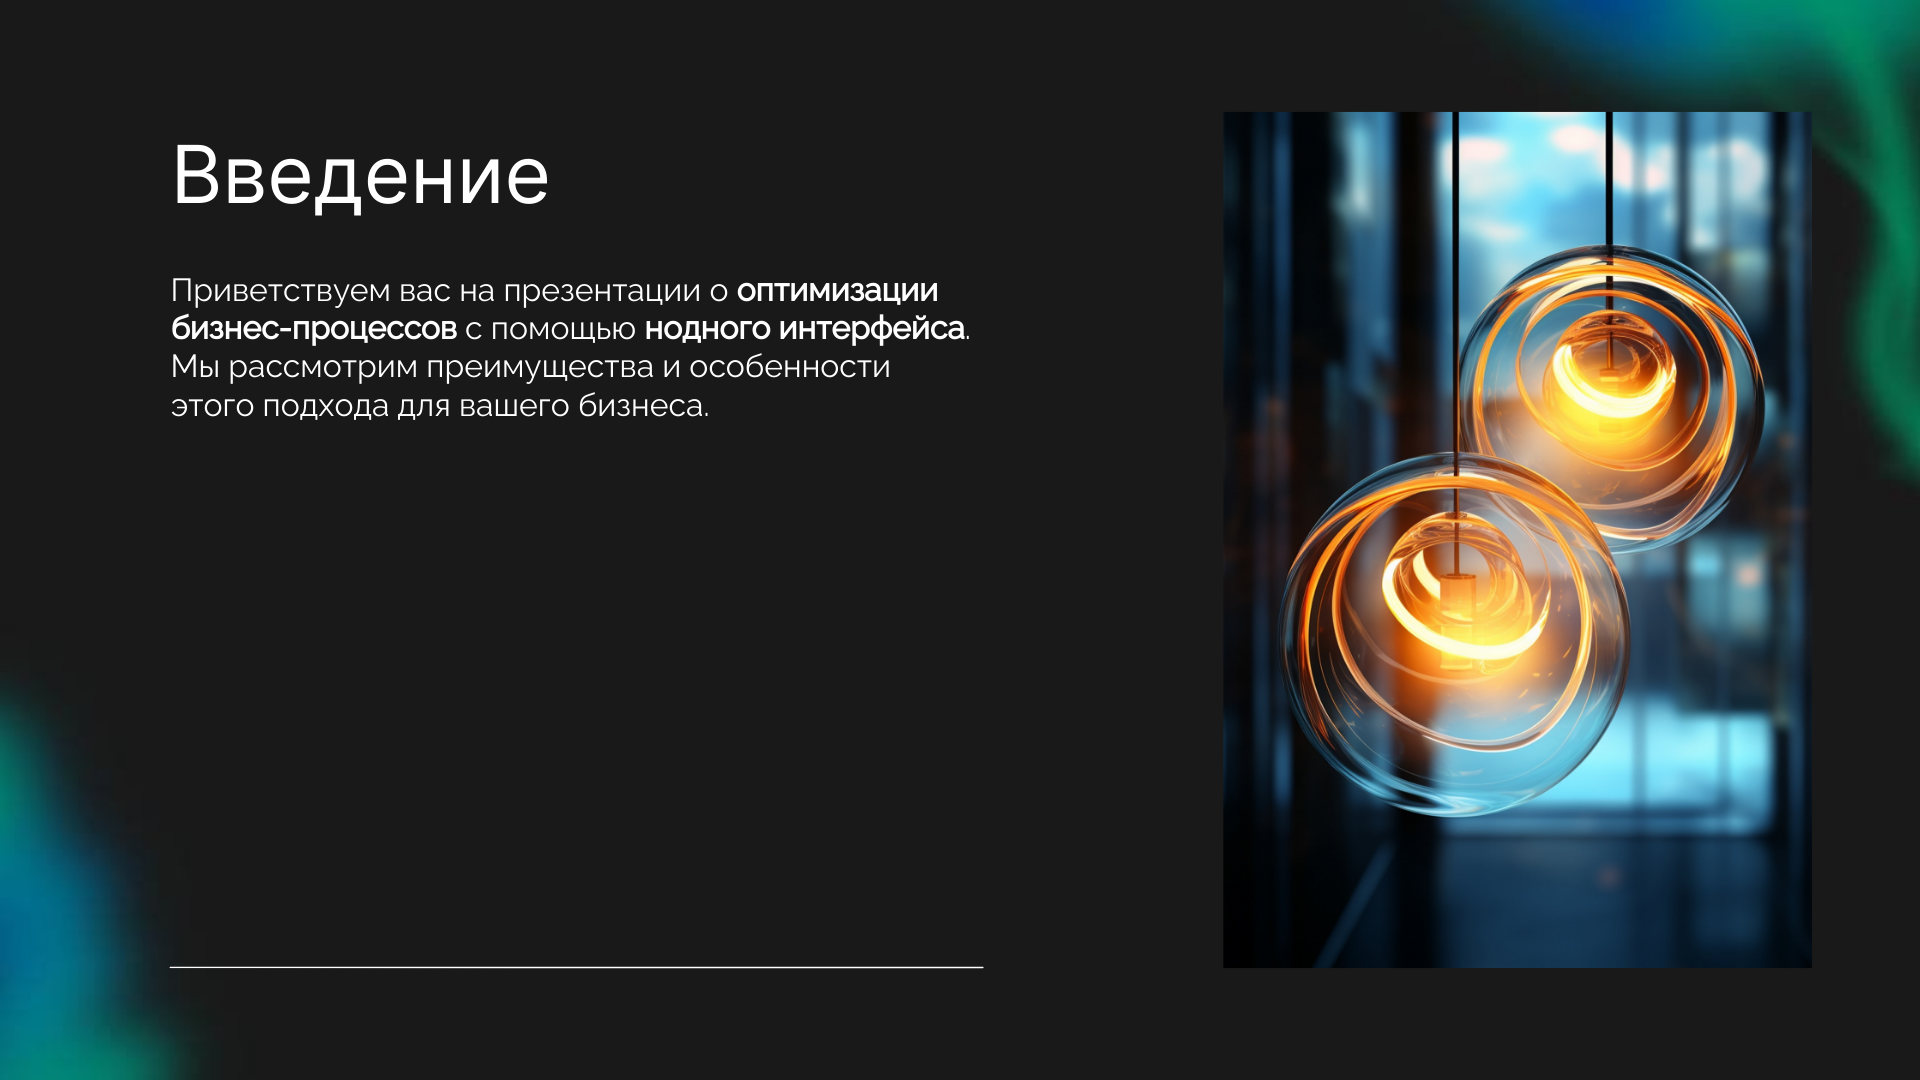 Введение
Приветствуем вас на презентации о оптимизации
бизнес-процессов с помощью нодного интерфейса.
Мы рассмотрим преимущества и особенности
этого подхода для вашего бизнеса.